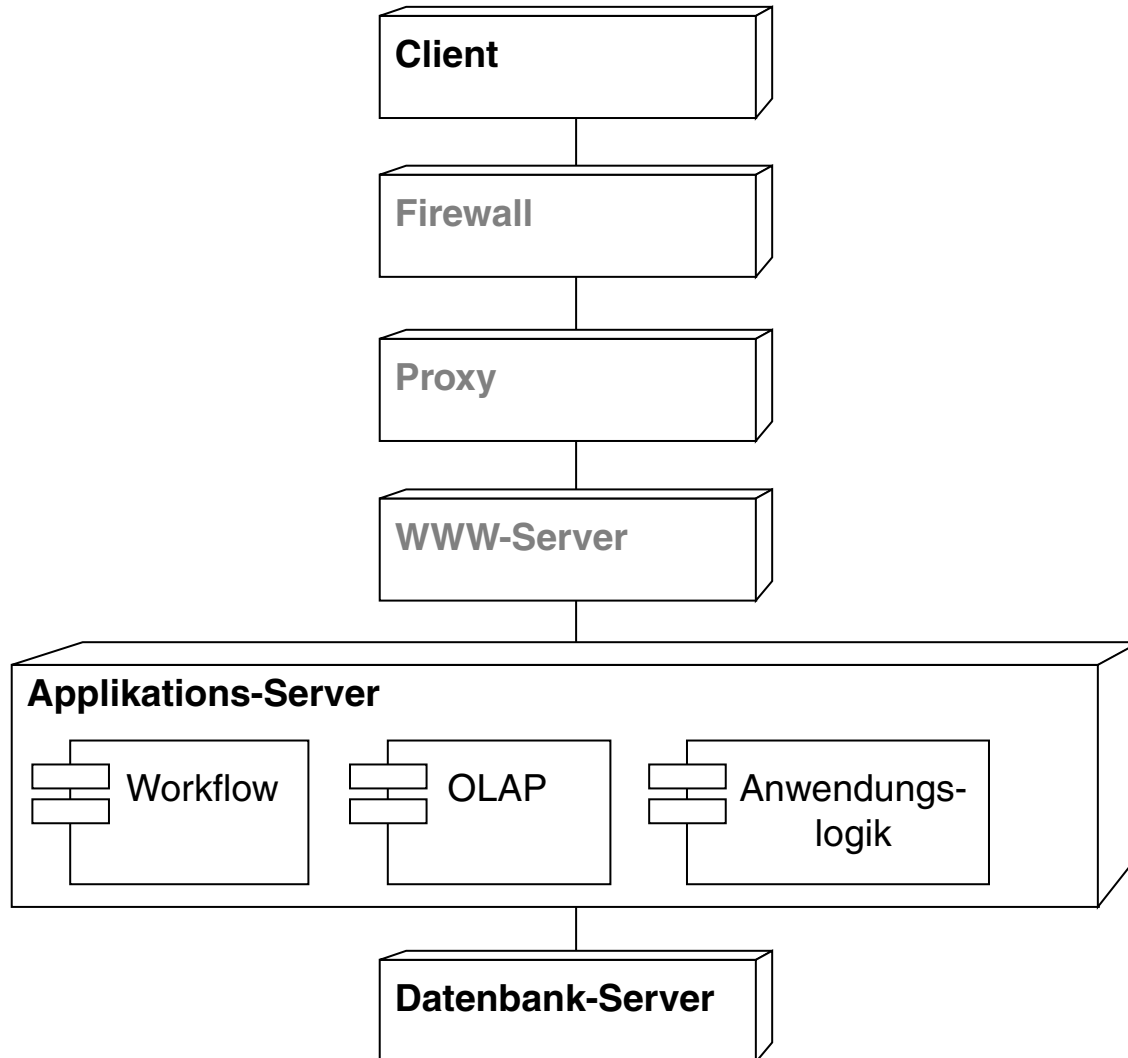 Client
Firewall
Proxy
WWW-Server
Applikations-Server
Workflow
OLAP
Anwendungs-
logik
Datenbank-Server